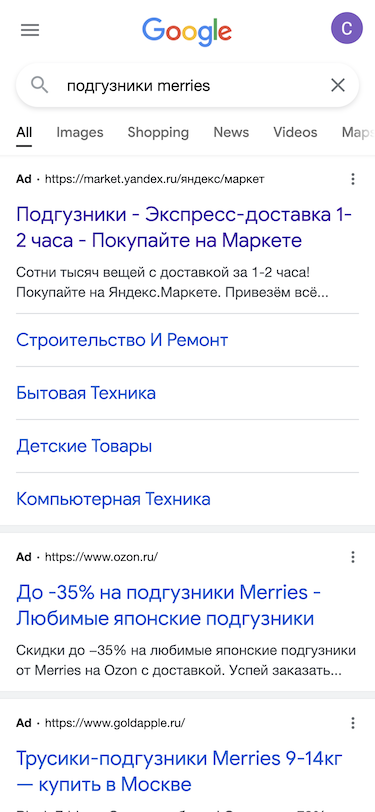 Google
C
подгузники merries
All Images Shopping News Videos Maps
Ad · https://market.yandex.ru/яндекс/маркет
Подгузники - Экспресс-доставка 1-
2 часа - Покупайте на Маркете
Сотни тысяч вещей с доставкой за 1-2 часа!
Покупайте на Яндекс.Маркете. Привезём всё...
Строительство И Ремонт
Бытовая Техника
Детские Товары
Компьютерная Техника
Ad · https://www.ozon.ru/
До -35% на подгузники Merries -
Любимые японские подгузники
Скидки до –35% на любимые японские подгузники
от Merries на Ozon с доставкой. Успей заказать...
Ad · https://www.goldapple.ru/
Трусики-подгузники Merries 9-14кг
— купить в Москве